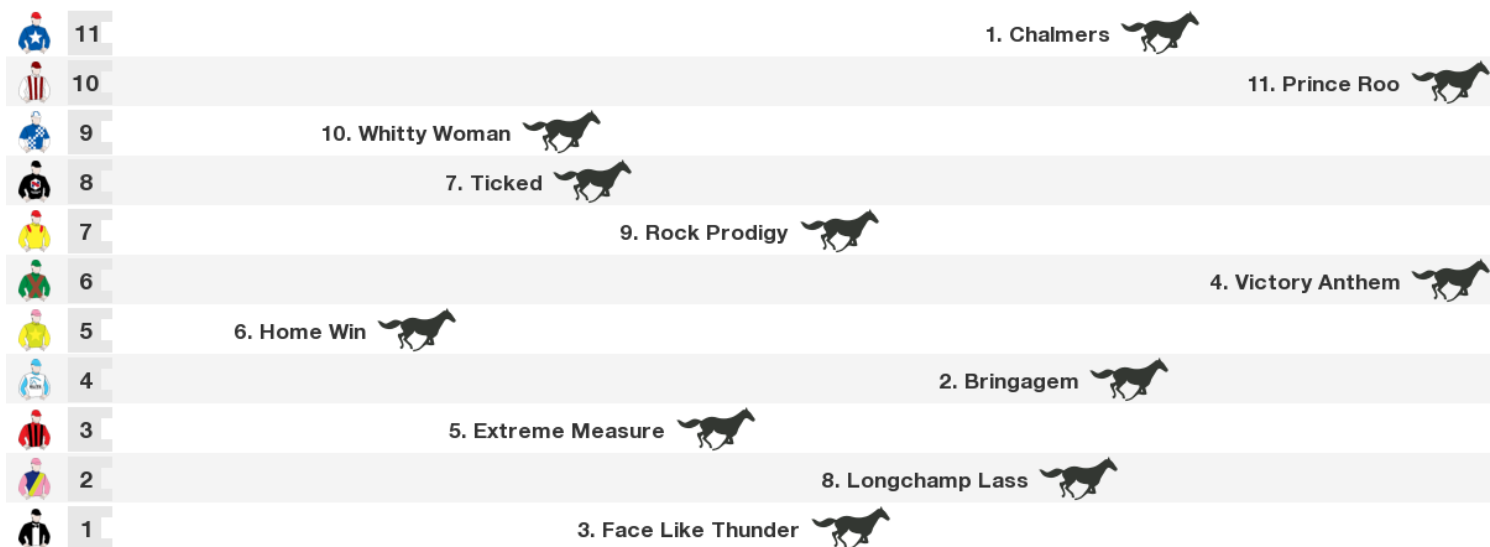 11 1. Chalmers
10 11. Prince Roo
9 10. Whitty Woman
8 7. Ticked
7 9. Rock Prodigy
6 4. Victory Anthem
5 6. Home Win
4 2. Bringagem
3 5. Extreme Measure
2 8. Longchamp Lass
1 3. Face Like Thunder